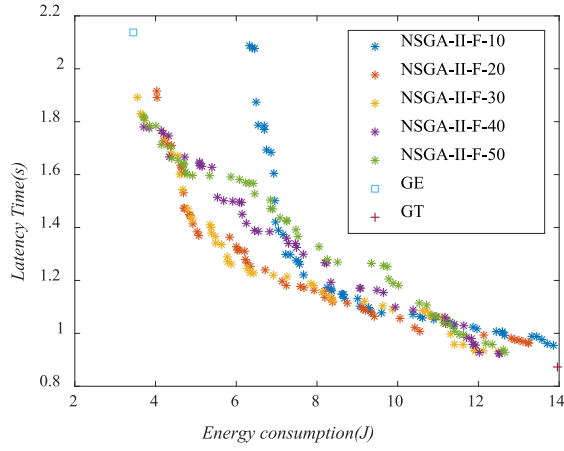 2.2
2
1.8
1.6
1.4
1.2
1
0.8
Latency Time(s)
NSGA-II-F-10
NSGA-II-F-20
NSGA-II-F-30
NSGA-II-F-40
NSGA-II-F-50
GE
GT
2 4 6 8 10 12 14
Energy consumption(J)